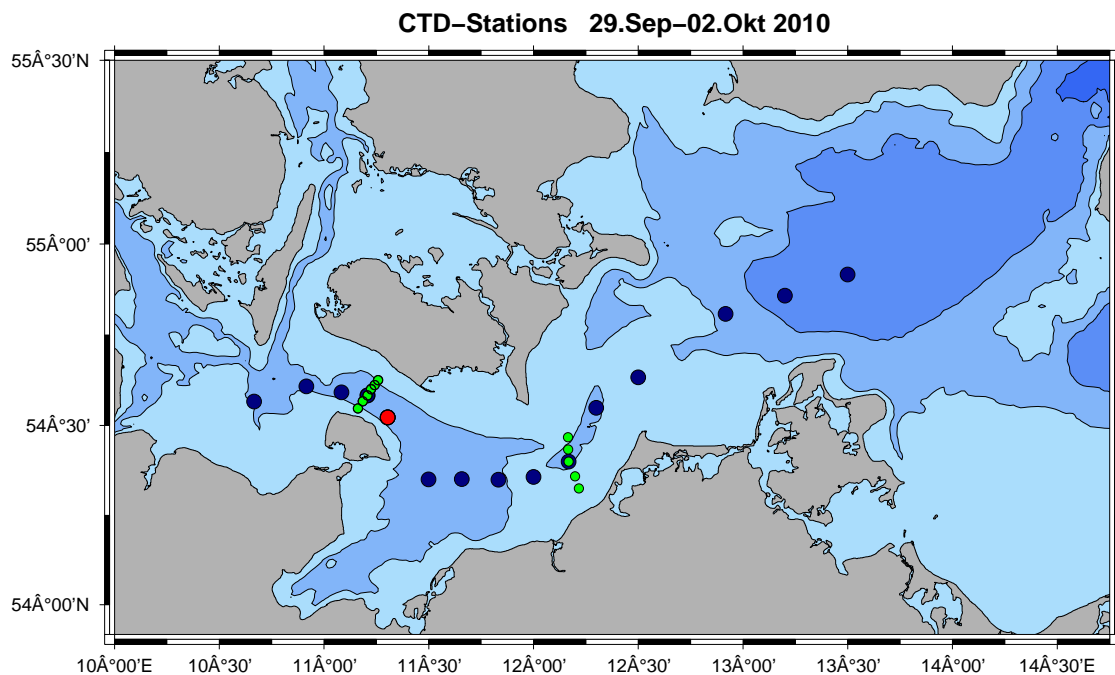 CTD−Stations 29.Sep−02.Okt 2010
55Â°30'N
55Â°00'
54Â°30'
54Â°00'N
10Â°00'E
10Â°30'
11Â°00'
11Â°30'
12Â°00'
12Â°30'
13Â°00'
13Â°30'
14Â°00'
14Â°30'